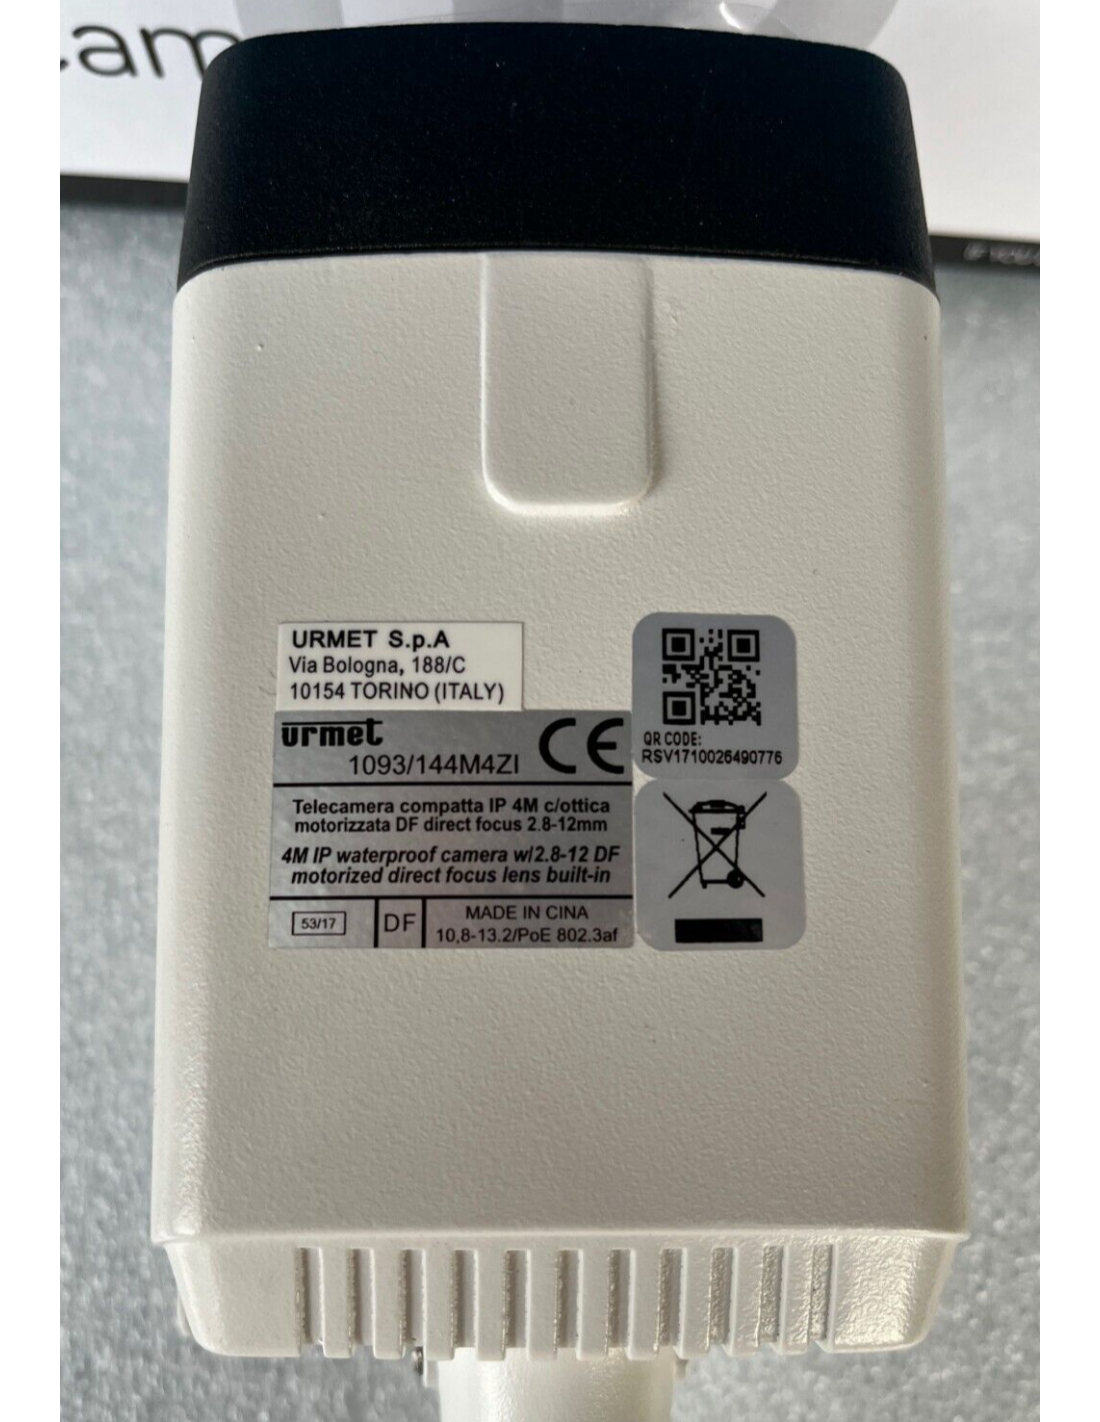 cam
URMET S.p.A
Via Bologna, 188/C
10154 TORINO (ITALY)
urmet
1093/144M4ZI
CE
Telecamera compatta IP 4M c/ottica
motorizzata DF direct focus 2.8-12mm
4M IP waterproof camera w/2.8-12 DF
motorized direct focus lens built-in
53/17
DF
MADE IN CINA
10,8-13.2/PoE 802.3af
QR CODE:
RSV1710026490776